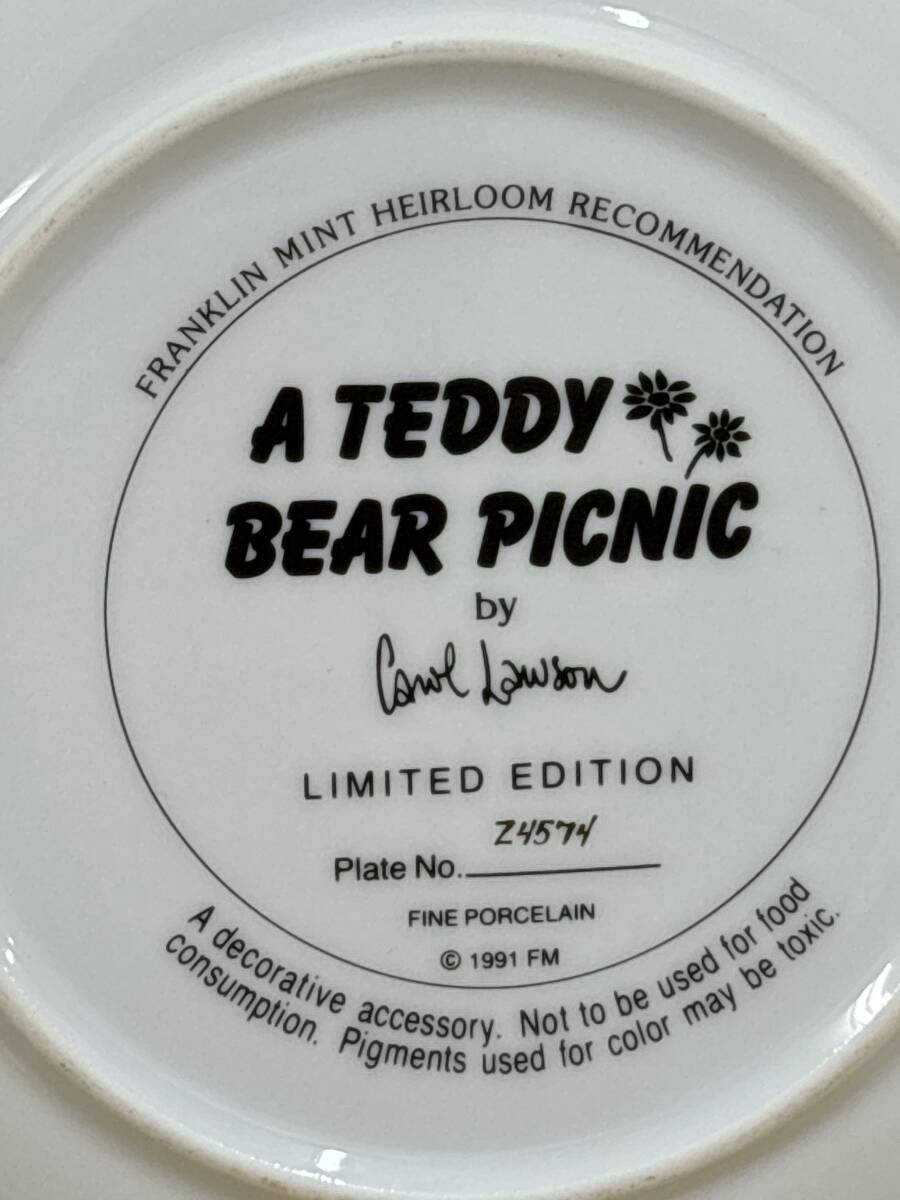 FRANKLIN MINT HEIRLOOM RECOMMENDATION
A TEDDY
BEAR PICNIC
by
Carol Lawson
LIMITED EDITION
Z4574
Plate No.
FINE PORCELAIN
© 1991 FM
A decorative accessory. Not to be used for food
consumption. Pigments used for color may be toxic.